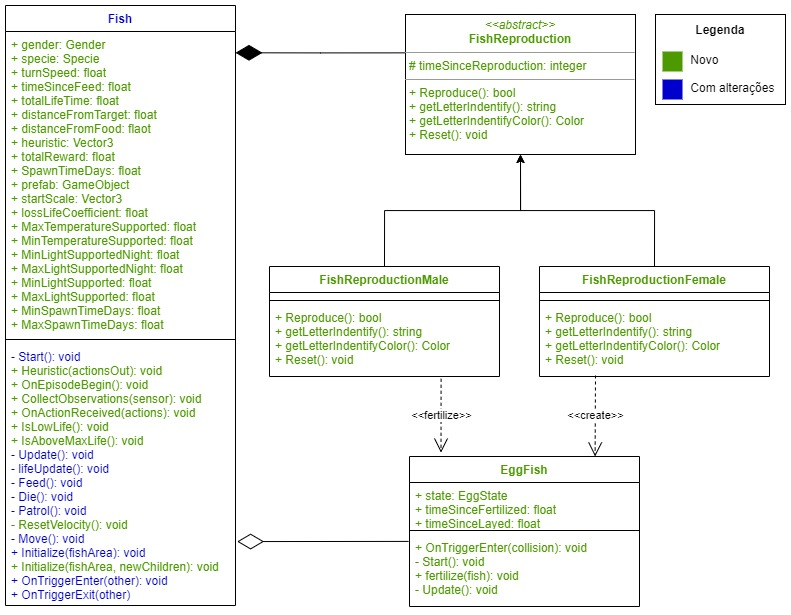 Fish
+ gender: Gender
+ specie: Specie
+ turnSpeed: float
+ timeSinceFeed: float
+ totalLifeTime: float
+ distanceFromTarget: float
+ distanceFromFood: flaot
+ heuristic: Vector3
+ totalReward: float
+ SpawnTimeDays: float
+ prefab: GameObject
+ startScale: Vector3
+ lossLifeCoefficient: float
+ MaxTemperatureSupported: float
+ MinTemperatureSupported: float
+ MinLightSupportedNight: float
+ MaxLightSupportedNight: float
+ MinLightSupported: float
+ MaxLightSupported: float
+ MinSpawnTimeDays: float
+ MaxSpawnTimeDays: float
- Start(): void
+ Heuristic(actionsOut): void
+ OnEpisodeBegin(): void
+ CollectObservations(sensor): void
+ OnActionReceived(actions): void
+ IsLowLife(): void
+ IsAboveMaxLife(): void
- Update(): void
- lifeUpdate(): void
- Feed(): void
- Die(): void
- Patrol(): void
- ResetVelocity(): void
- Move(): void
+ Initialize(fishArea): void
+ Initialize(fishArea, newChildren): void
+ OnTriggerEnter(other): void
+ OnTriggerExit(other)
<<abstract>>
FishReproduction
# timeSinceReproduction: integer
+ Reproduce(): bool
+ getLetterIndentify(): string
+ getLetterIndentifyColor(): Color
+ Reset(): void
Legenda
Novo
Com alterações
FishReproductionMale
+ Reproduce(): bool
+ getLetterIndentify(): string
+ getLetterIndentifyColor(): Color
+ Reset(): void
FishReproductionFemale
+ Reproduce(): bool
+ getLetterIndentify(): string
+ getLetterIndentifyColor(): Color
+ Reset(): void
<<fertilize>>
<<create>>
EggFish
+ state: EggState
+ timeSinceFertilized: float
+ timeSinceLayed: float
+ OnTriggerEnter(collision): void
- Start(): void
+ fertilize(fish): void
- Update(): void